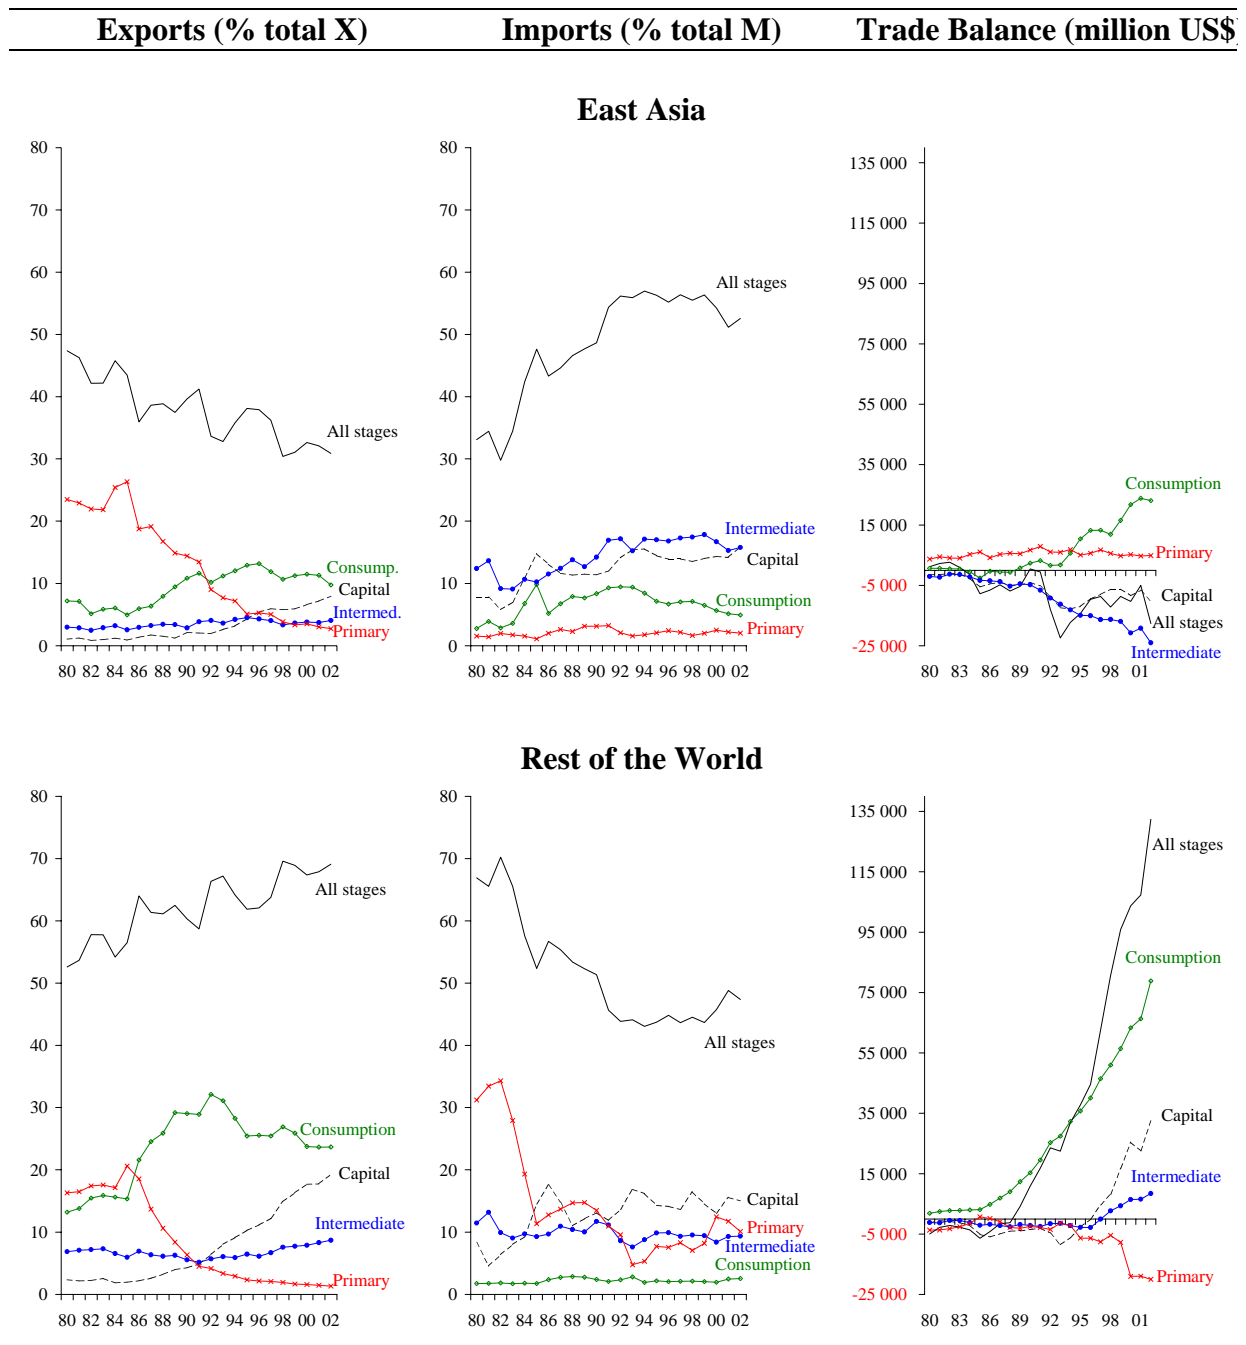 Exports (% total X) Imports (% total M) Trade Balance (million US$)
East Asia
80
70
60
50
40
30
20
10
0
All stages
Consump.
Capital
Intermed.
Primary
80 82 84 86 88 90 92 94 96 98 00 02
80
70
60
50
40
30
20
10
0
All stages
Intermediate
Capital
Consumption
Primary
80 82 84 86 88 90 92 94 96 98 00 02
135 000
115 000
95 000
75 000
55 000
35 000
15 000
-5 000
-25 000
Consumption
Primary
Capital
All stages
Intermediate
80 83 86 89 92 95 98 01
Rest of the World
80
70
60
50
40
30
20
10
0
All stages
Consumption
Capital
Intermediate
Primary
80 82 84 86 88 90 92 94 96 98 00 02
80
70
60
50
40
30
20
10
0
All stages
Capital
Primary
Intermediate
Consumption
80 82 84 86 88 90 92 94 96 98 00 02
135 000
115 000
95 000
75 000
55 000
35 000
15 000
-5 000
-25 000
All stages
Consumption
Capital
Intermediate
Primary
80 83 86 89 92 95 98 01